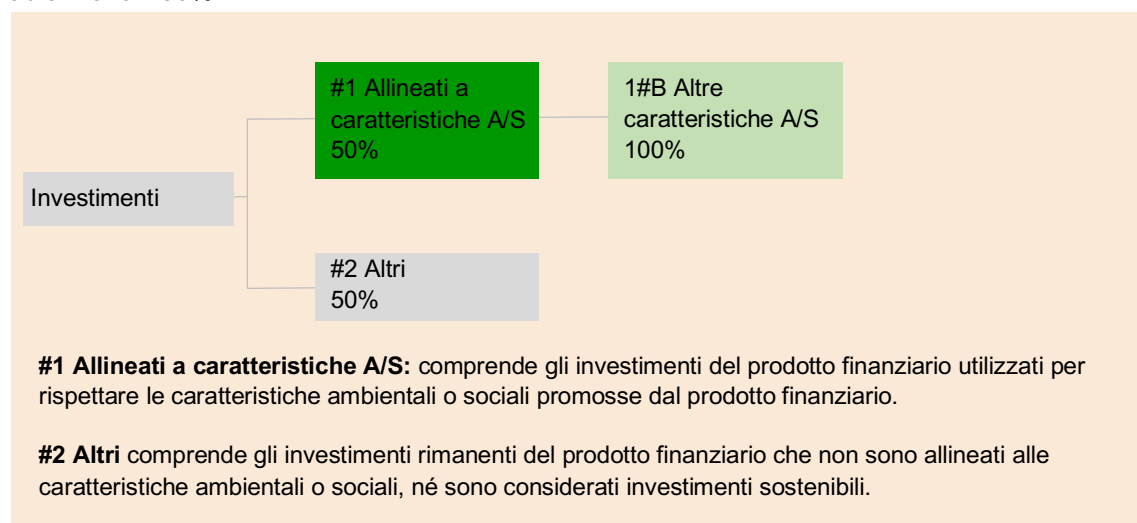 #1 Allineati a
caratteristiche A/S
50%
1#B Altre
caratteristiche A/S
100%
Investimenti
#2 Altri
50%
#1 Allineati a caratteristiche A/S: comprende gli investimenti del prodotto finanziario utilizzati per
rispettare le caratteristiche ambientali o sociali promosse dal prodotto finanziario.
#2 Altri comprende gli investimenti rimanenti del prodotto finanziario che non sono allineati alle
caratteristiche ambientali o sociali, né sono considerati investimenti sostenibili.